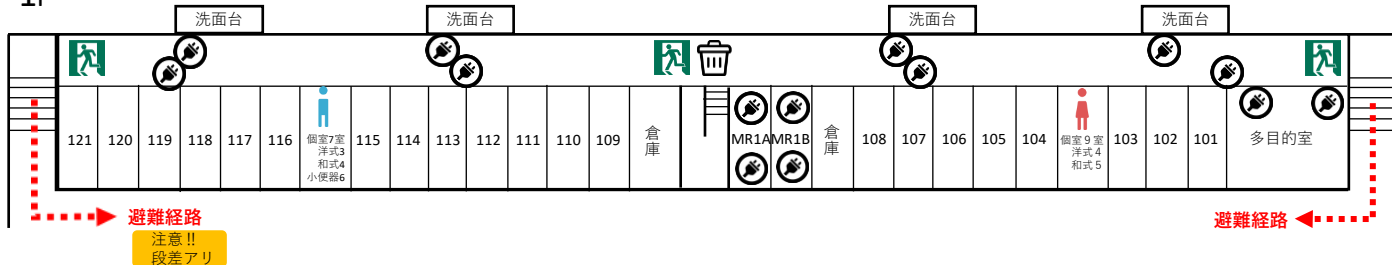 1F
洗面台
洗面台
洗面台
洗面台
121
120
119
118
117
116
個室7室
洋式3
和式4
小便器6
115
114
113
112
111
110
109
倉庫
MR1A
MR1B
倉庫
108
107
106
105
104
個室9室
洋式4
和式5
103
102
101
多目的室
避難経路
注意!!
段差アリ
避難経路